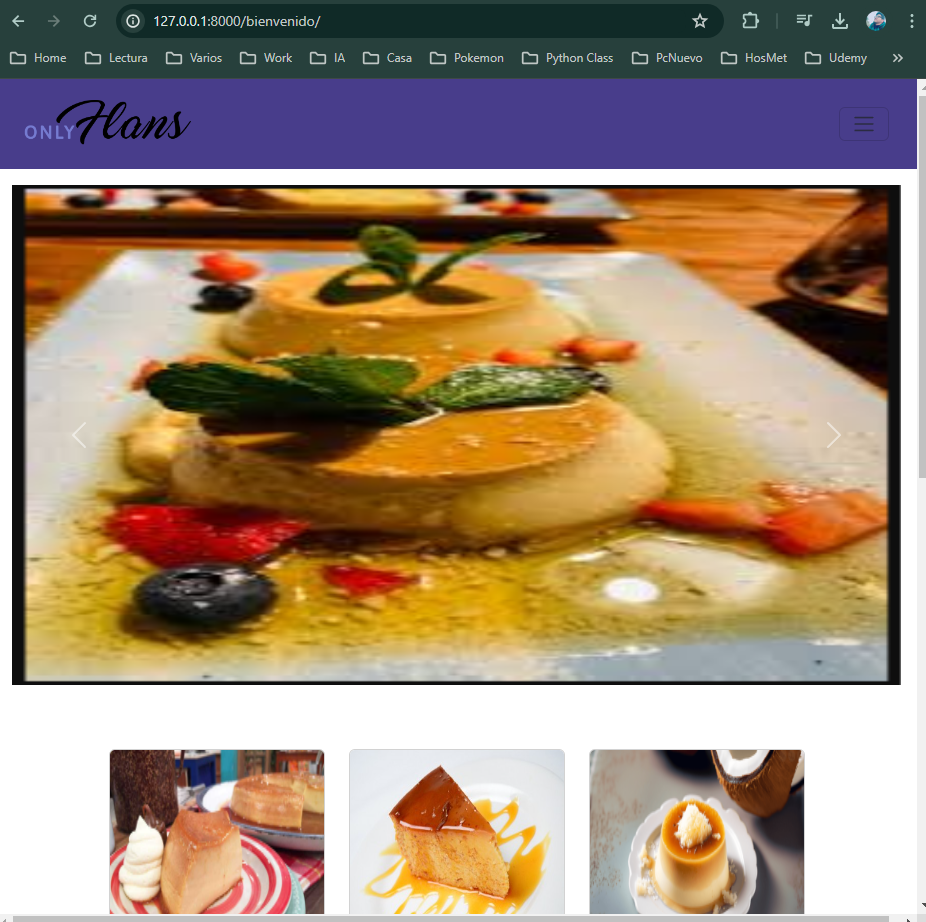 127.0.0.1:8000/bienvenido/
Home Lectura Varios Work IA Casa Pokemon Python Class PcNuevo HosMet Udemy
ONLY Flans